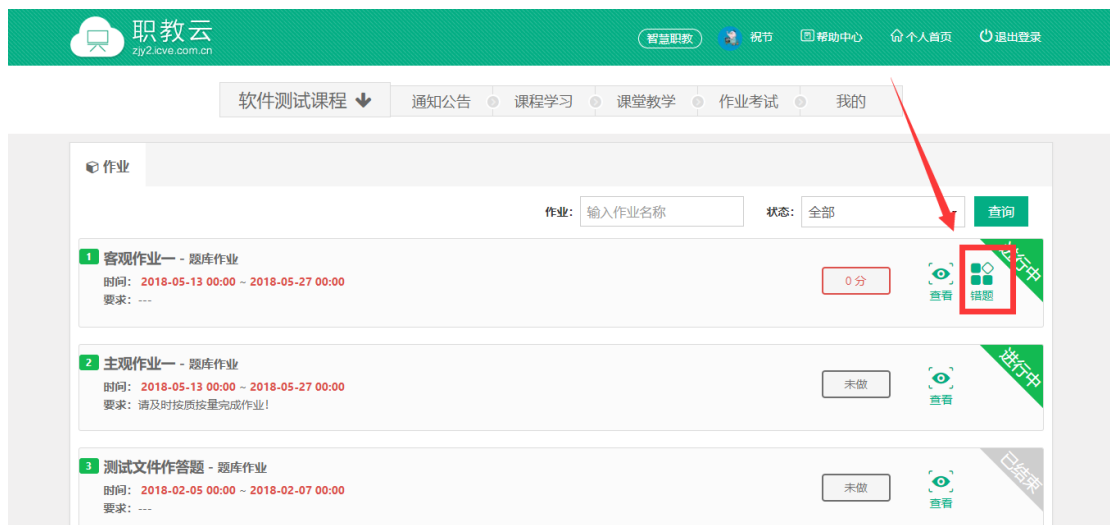 职教云
zjy2.icve.com.cn
智慧职教 祝节 帮助中心 个人首页 退出登录
软件测试课程 通知公告 课程学习 课堂教学 作业考试 我的
作业
作业: 输入作业名称 状态: 全部 查询
1 客观作业一 - 题库作业
时间: 2018-05-13 00:00 ~ 2018-05-27 00:00
要求: ---
0 分
查看
错题
进行中
2 主观作业一 - 题库作业
时间: 2018-05-13 00:00 ~ 2018-05-27 00:00
要求: 请及时按质按量完成作业!
未做
查看
进行中
3 测试文件作答题 - 题库作业
时间: 2018-02-05 00:00 ~ 2018-02-07 00:00
要求: ---
未做
查看
已结束